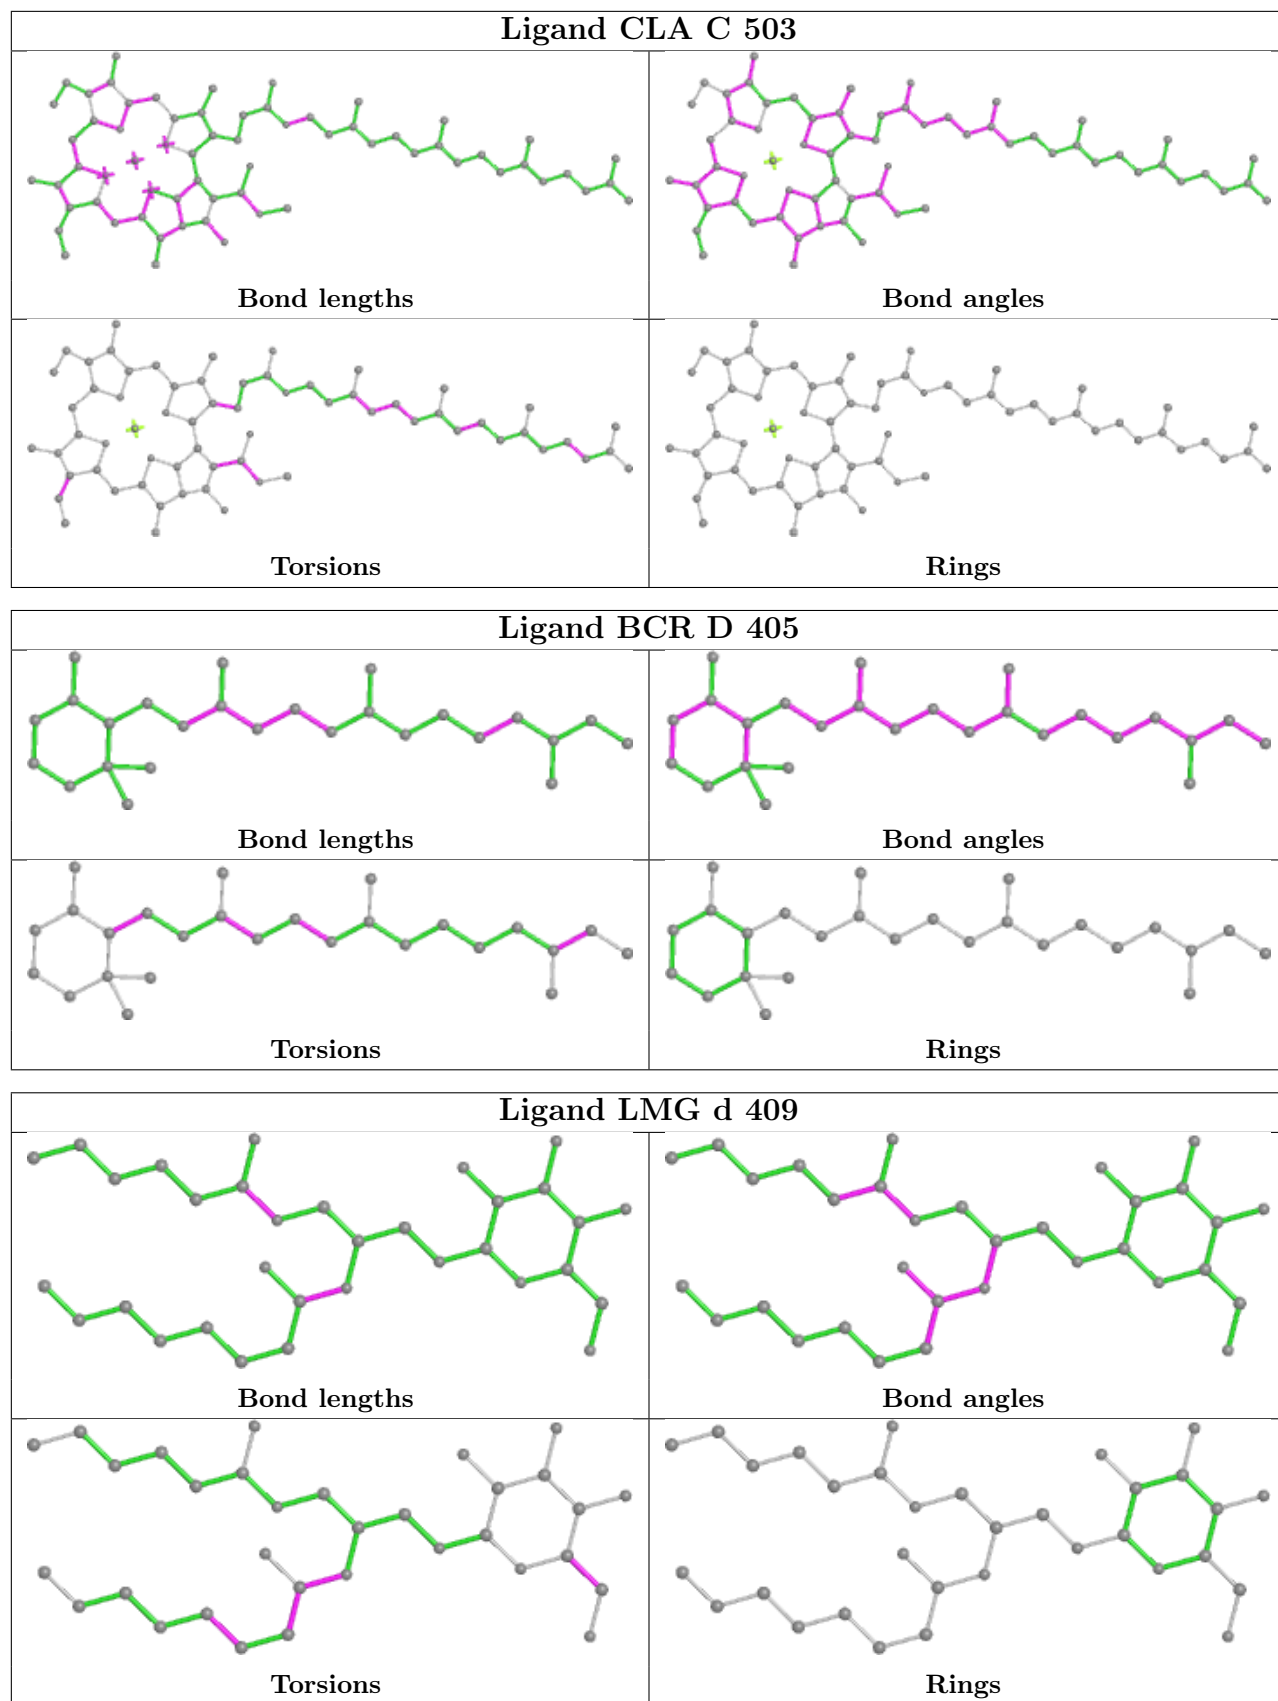 Ligand CLA C 503
Bond lengths
Bond angles
Torsions
Rings
Ligand BCR D 405
Bond lengths
Bond angles
Torsions
Rings
Ligand LMG d 409
Bond lengths
Bond angles
Torsions
Rings